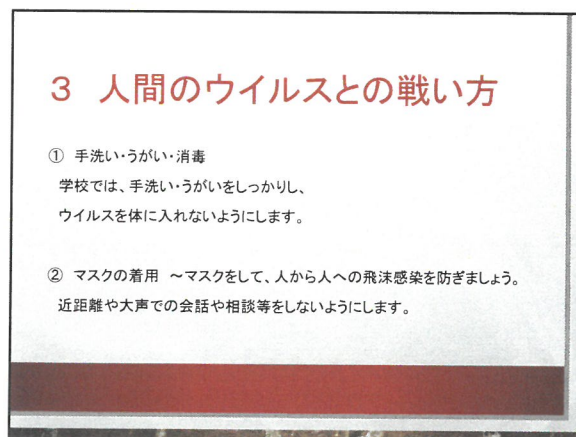 3 人間のウイルスとの戦い方
① 手洗い・うがい・消毒
学校では、手洗い・うがいをしっかりし、
ウイルスを体に入れないようにします。
② マスクの着用 ～マスクをして、人から人への飛沫感染を防ぎましょう。
近距離や大声での会話や相談等をしないようにします。